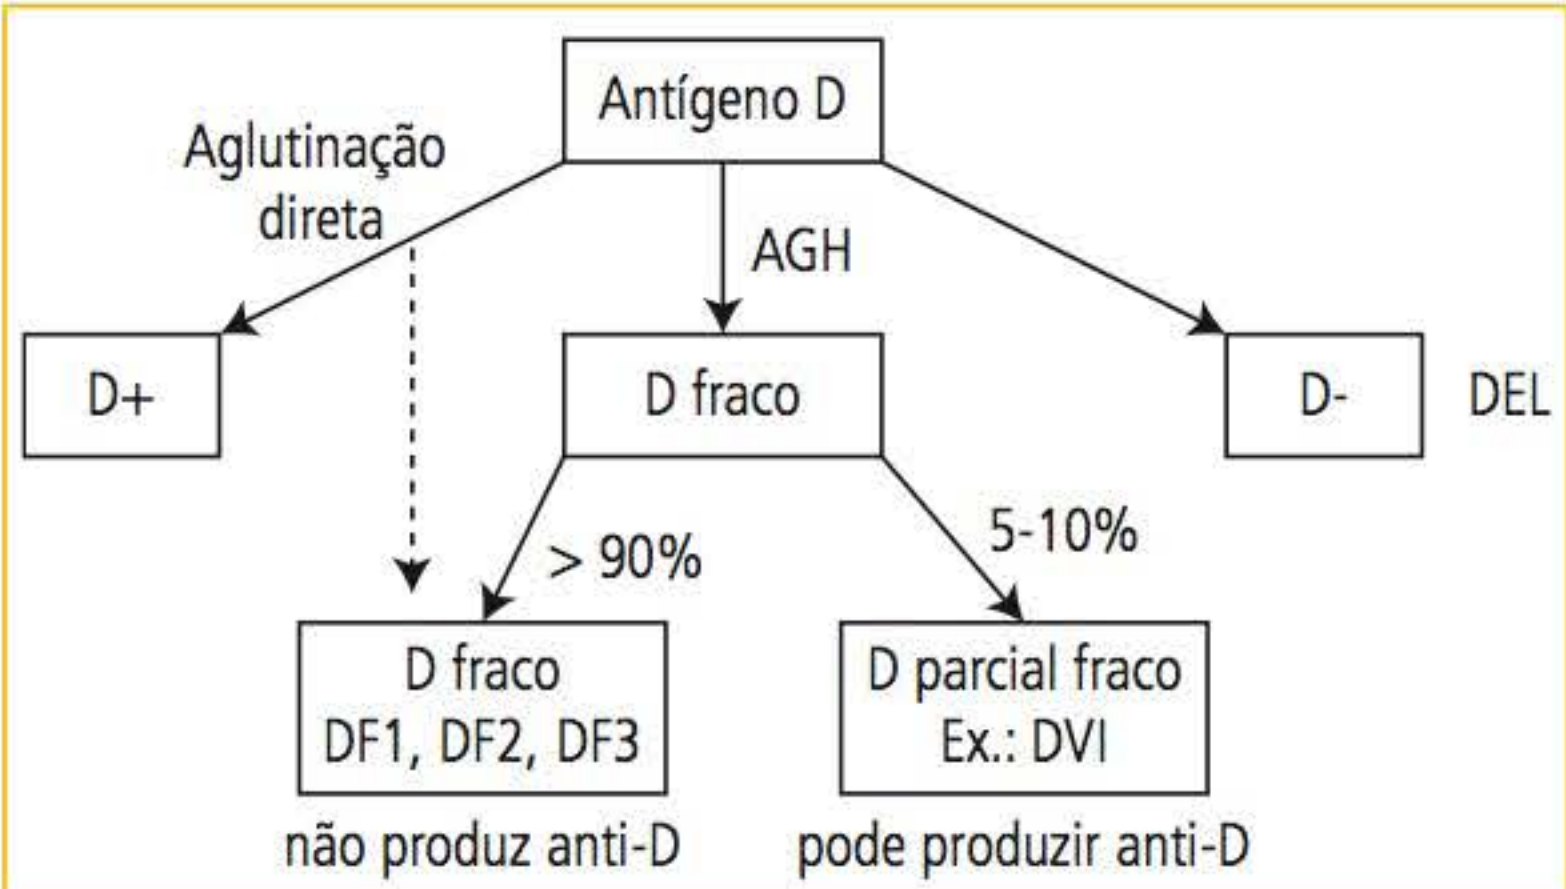 Antígeno D
Aglutinação
direta
AGH
D+
D fraco
D-
DEL
> 90%
5-10%
D fraco
DF1, DF2, DF3
D parcial fraco
Ex.: DVI
não produz anti-D
pode produzir anti-D